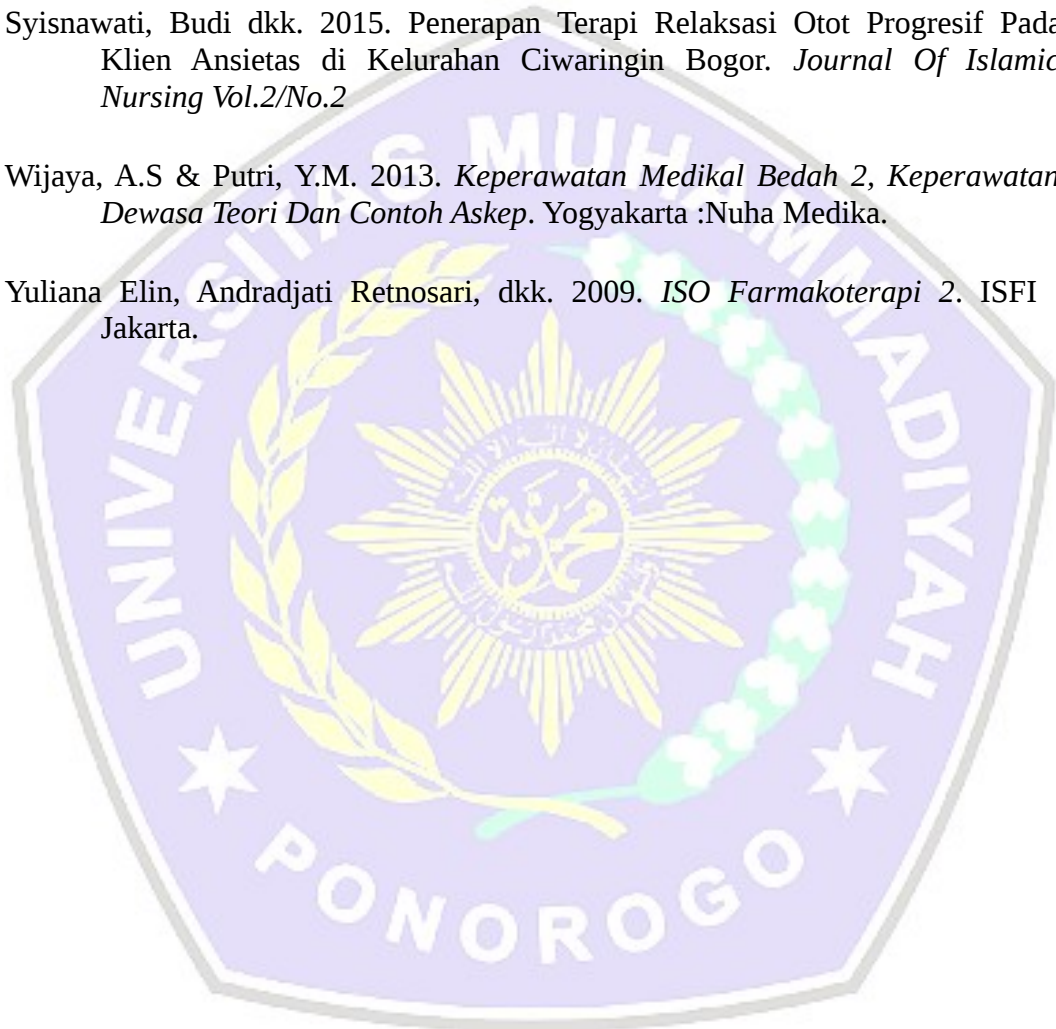 Syisnawati, Budi dkk. 2015. Penerapan Terapi Relaksasi Otot Progresif Pada
Klien Ansietas di Kelurahan Ciwaringin Bogor. Journal Of Islamic
Nursing Vol.2/No.2
Wijaya, A.S & Putri, Y.M. 2013. Keperawatan Medikal Bedah 2, Keperawatan
Dewasa Teori Dan Contoh Askep. Yogyakarta :Nuha Medika.
Yuliana Elin, Andradjati Retnosari, dkk. 2009. ISO Farmakoterapi 2. ISFI
Jakarta.
UNIVERSITAS MUHAMMADIYAH
PONOROGO